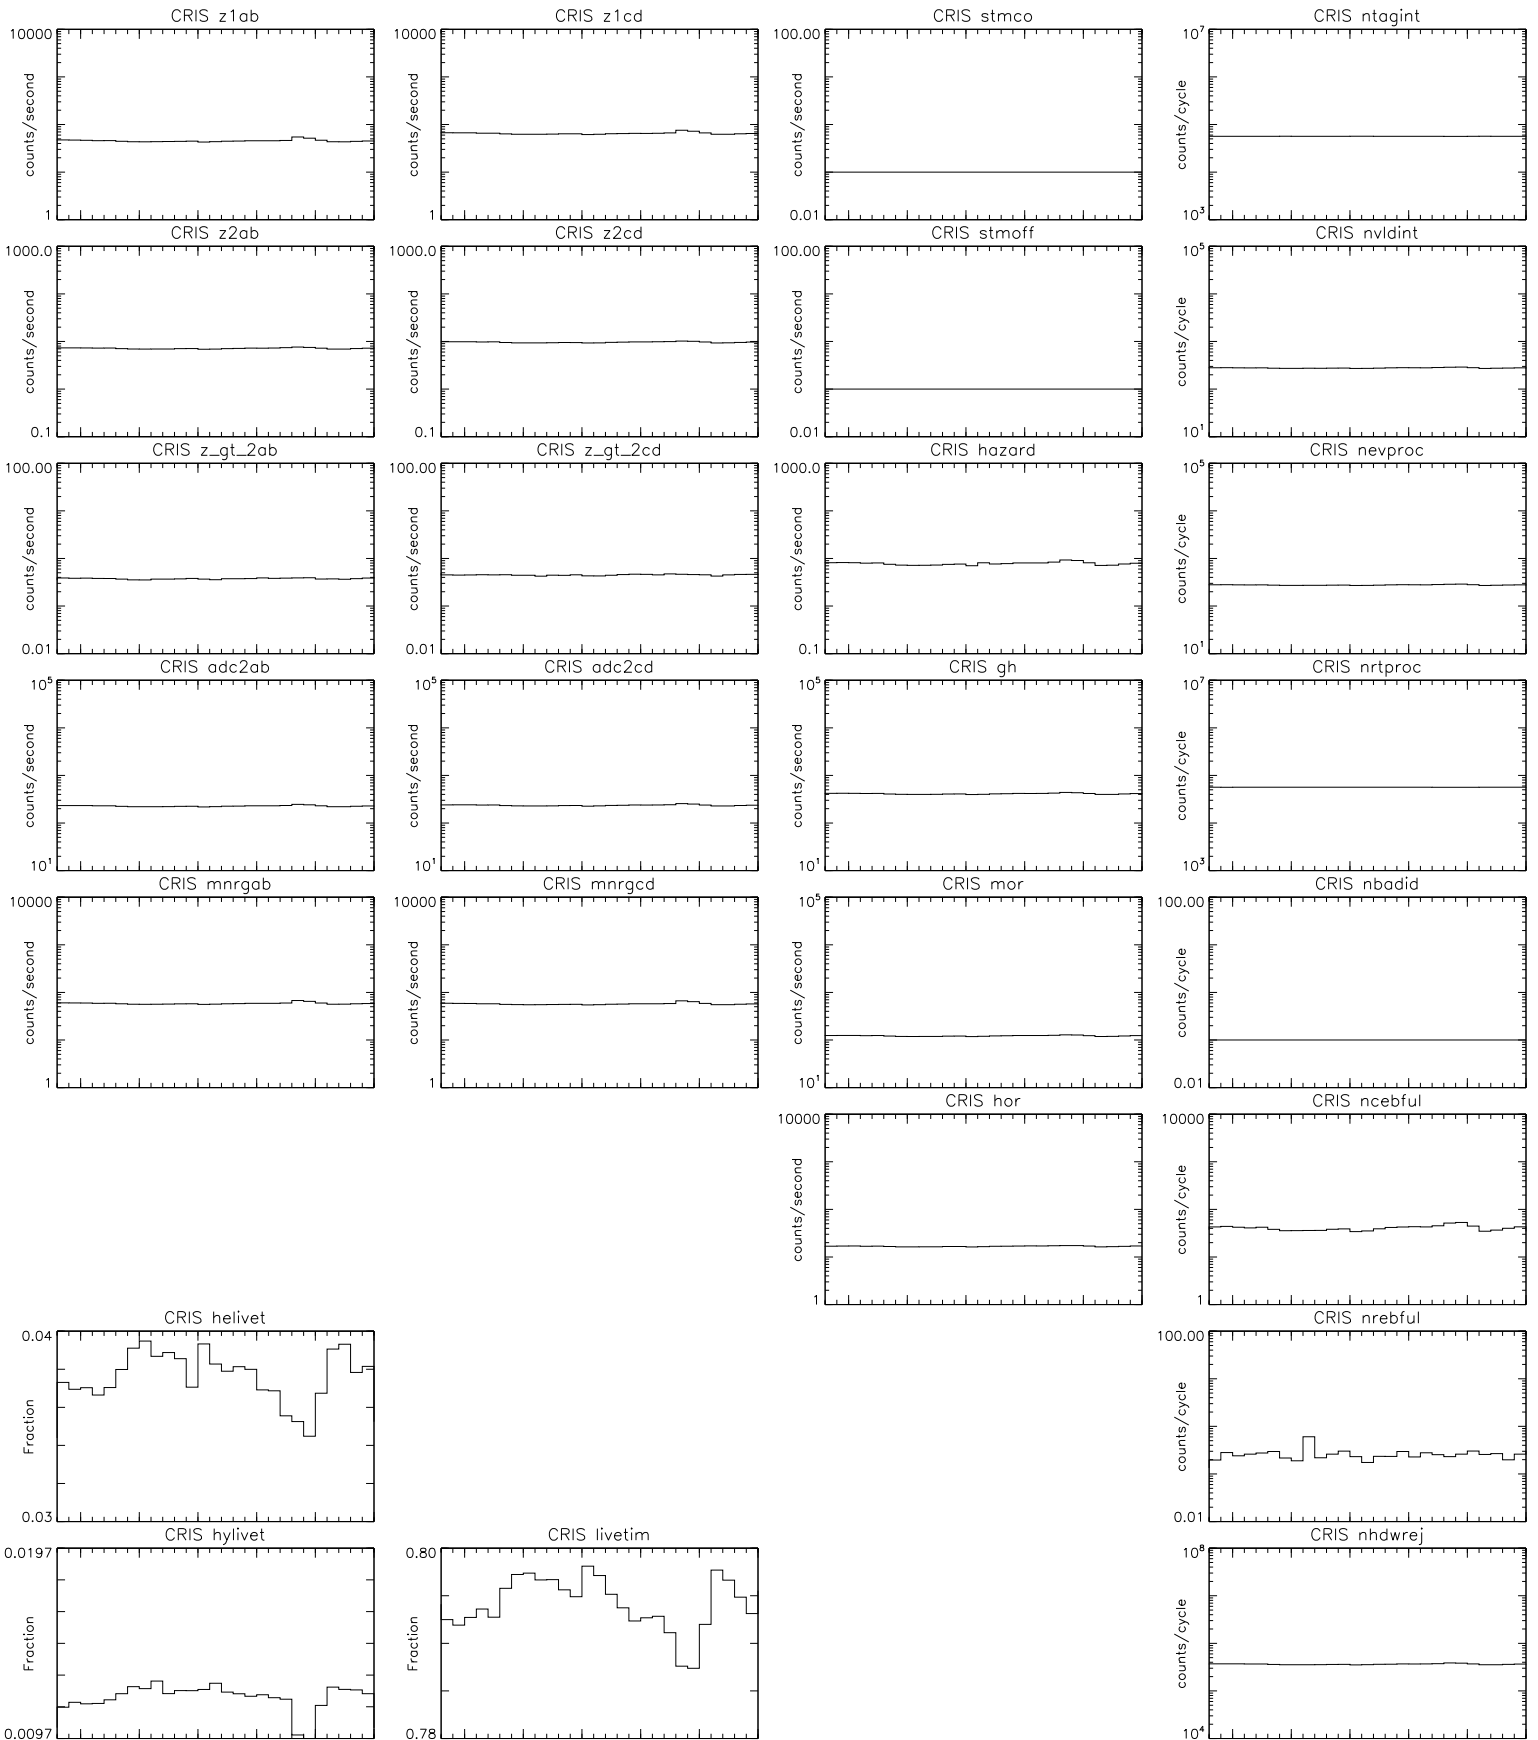 CRIS z1ab
10000
counts/second
1
CRIS z1cd
10000
counts/second
1
CRIS stmco
100.00
counts/second
0.01
CRIS ntagint
10^7
counts/cycle
10^3
CRIS z2ab
1000.0
counts/second
0.1
CRIS z2cd
1000.0
counts/second
0.1
CRIS stmoff
100.00
counts/second
0.01
CRIS nvldint
10^5
counts/cycle
10^1
CRIS z_gt_2ab
100.00
counts/second
0.01
CRIS z_gt_2cd
100.00
counts/second
0.01
CRIS hazard
1000.0
counts/second
0.1
CRIS nevproc
10^5
counts/cycle
10^1
CRIS adc2ab
10^5
counts/second
10^1
CRIS adc2cd
10^5
counts/second
10^1
CRIS gh
10^5
counts/second
10^1
CRIS nrtproc
10^7
counts/cycle
10^3
CRIS mnrgab
10000
counts/second
1
CRIS mnrgcd
10000
counts/second
1
CRIS mor
10^5
counts/second
10^1
CRIS nbadid
100.00
counts/cycle
0.01
CRIS hor
10000
counts/second
1
CRIS ncebful
10000
counts/cycle
1
CRIS helivet
0.04
Fraction
0.03
CRIS nrebful
100.00
counts/cycle
0.01
CRIS hylivet
0.0197
Fraction
0.0097
CRIS livetim
0.80
Fraction
0.78
CRIS nhdwrej
10^8
counts/cycle
10^4